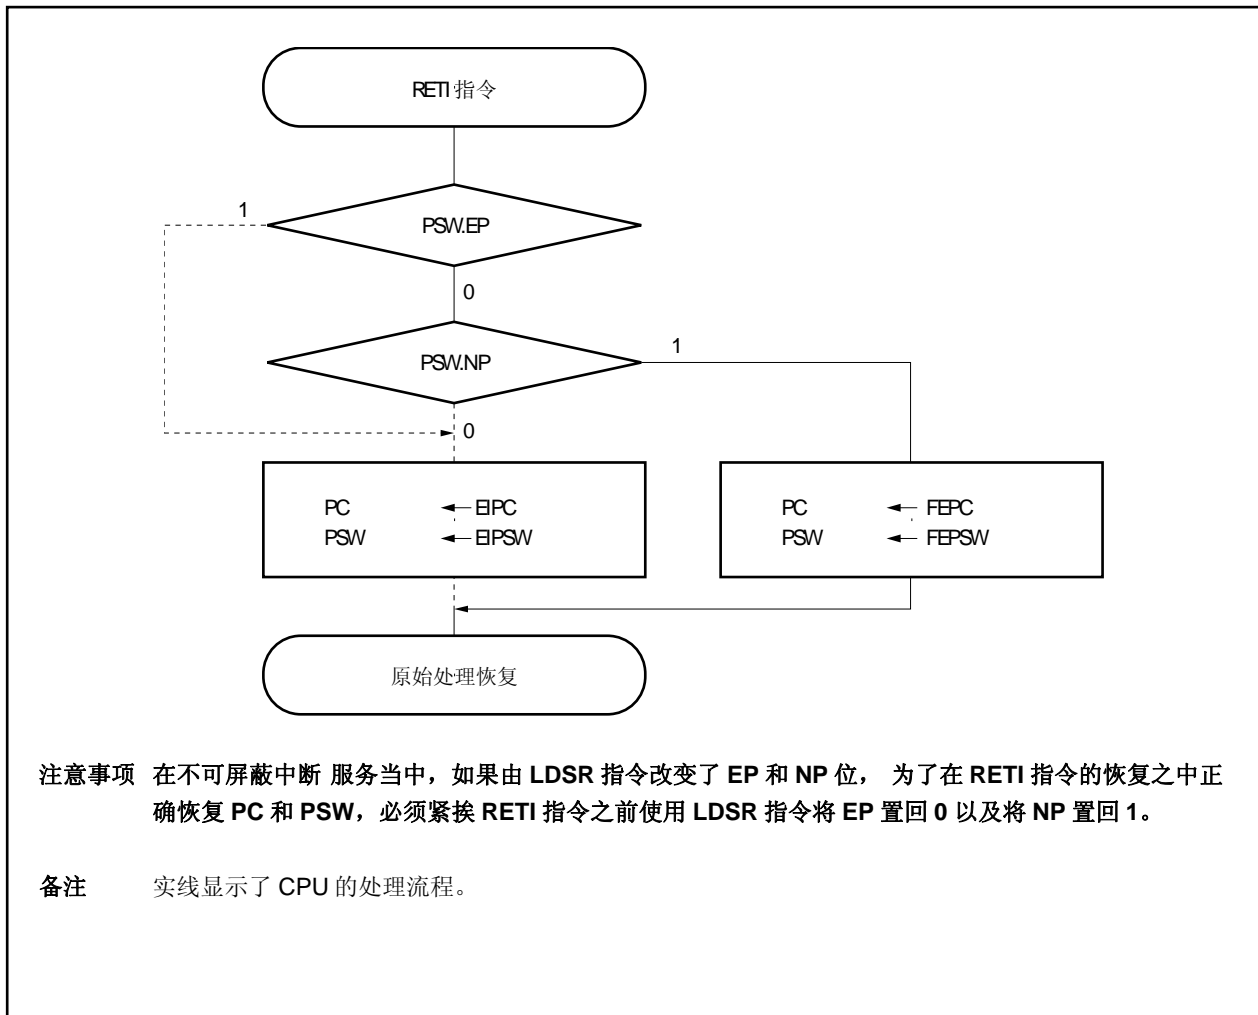 RETI 指令
1
PSW.EP
0
PSW.NP
1
0
PC ← EIPC
PSW ← EIPSW
PC ← FEPC
PSW ← FEPSW
原始处理恢复
注意事项 在不可屏蔽中断 服务当中，如果由 LDSR 指令改变了 EP 和 NP 位， 为了在 RETI 指令的恢复之中正
确恢复 PC 和 PSW，必须紧挨 RETI 指令之前使用 LDSR 指令将 EP 置回 0 以及将 NP 置回 1。
备注 实线显示了 CPU 的处理流程。